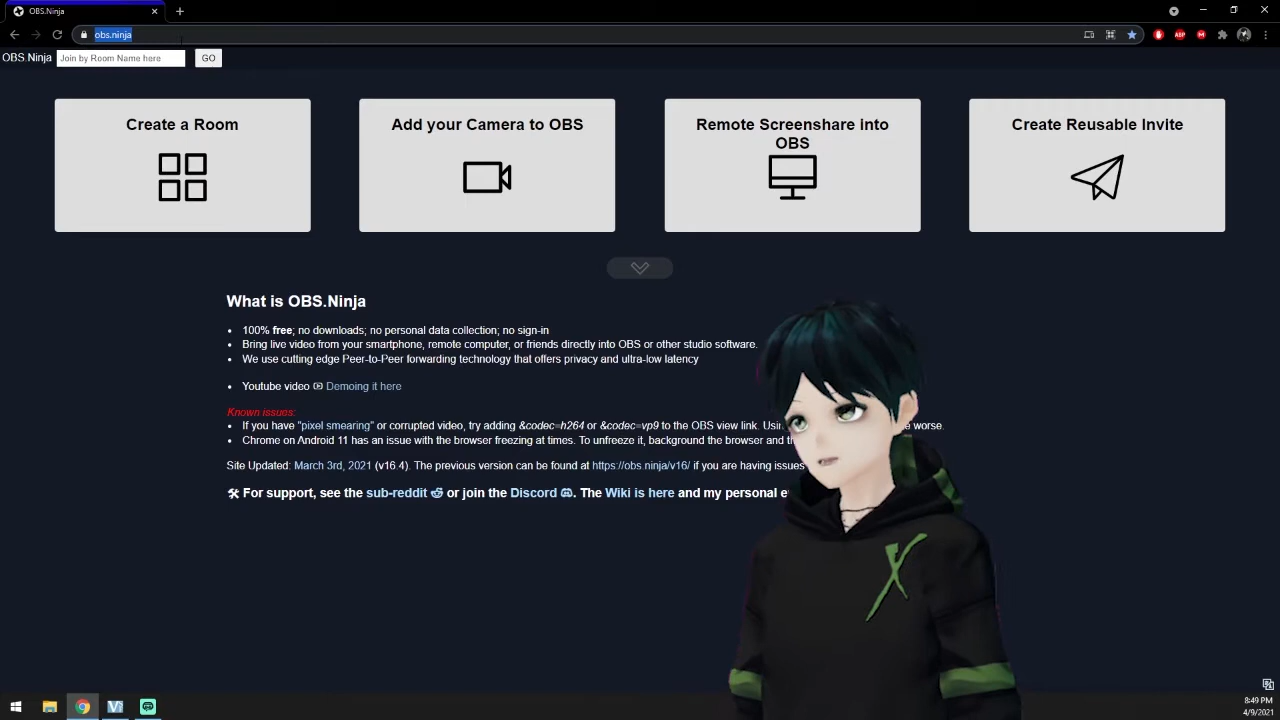 OBS.Ninja
obs.ninja
ABP
OBS.Ninja Join by Room Name here GO
Create a Room
Add your Camera to OBS
Remote Screenshare into
OBS
Create Reusable Invite
What is OBS.Ninja
• 100% free; no downloads; no personal data collection; no sign-in
• Bring live video from your smartphone, remote computer, or friends directly into OBS or other studio software.
• We use cutting edge Peer-to-Peer forwarding technology that offers privacy and ultra-low latency
• Youtube video Demoing it here
Known issues:
• If you have "pixel smearing" or corrupted video, try adding &codec=h264 or &codec=vp9 to the OBS view link. worse.
• Chrome on Android 11 has an issue with the browser freezing at times. To unfreeze it, background the browser and
Site Updated: March 3rd, 2021 (v16.4). The previous version can be found at https://obs.ninja/v16/ if you are having issues
For support, see the sub-reddit or join the Discord. The Wiki is here and my personal
X
8:49 PM
4/9/2021